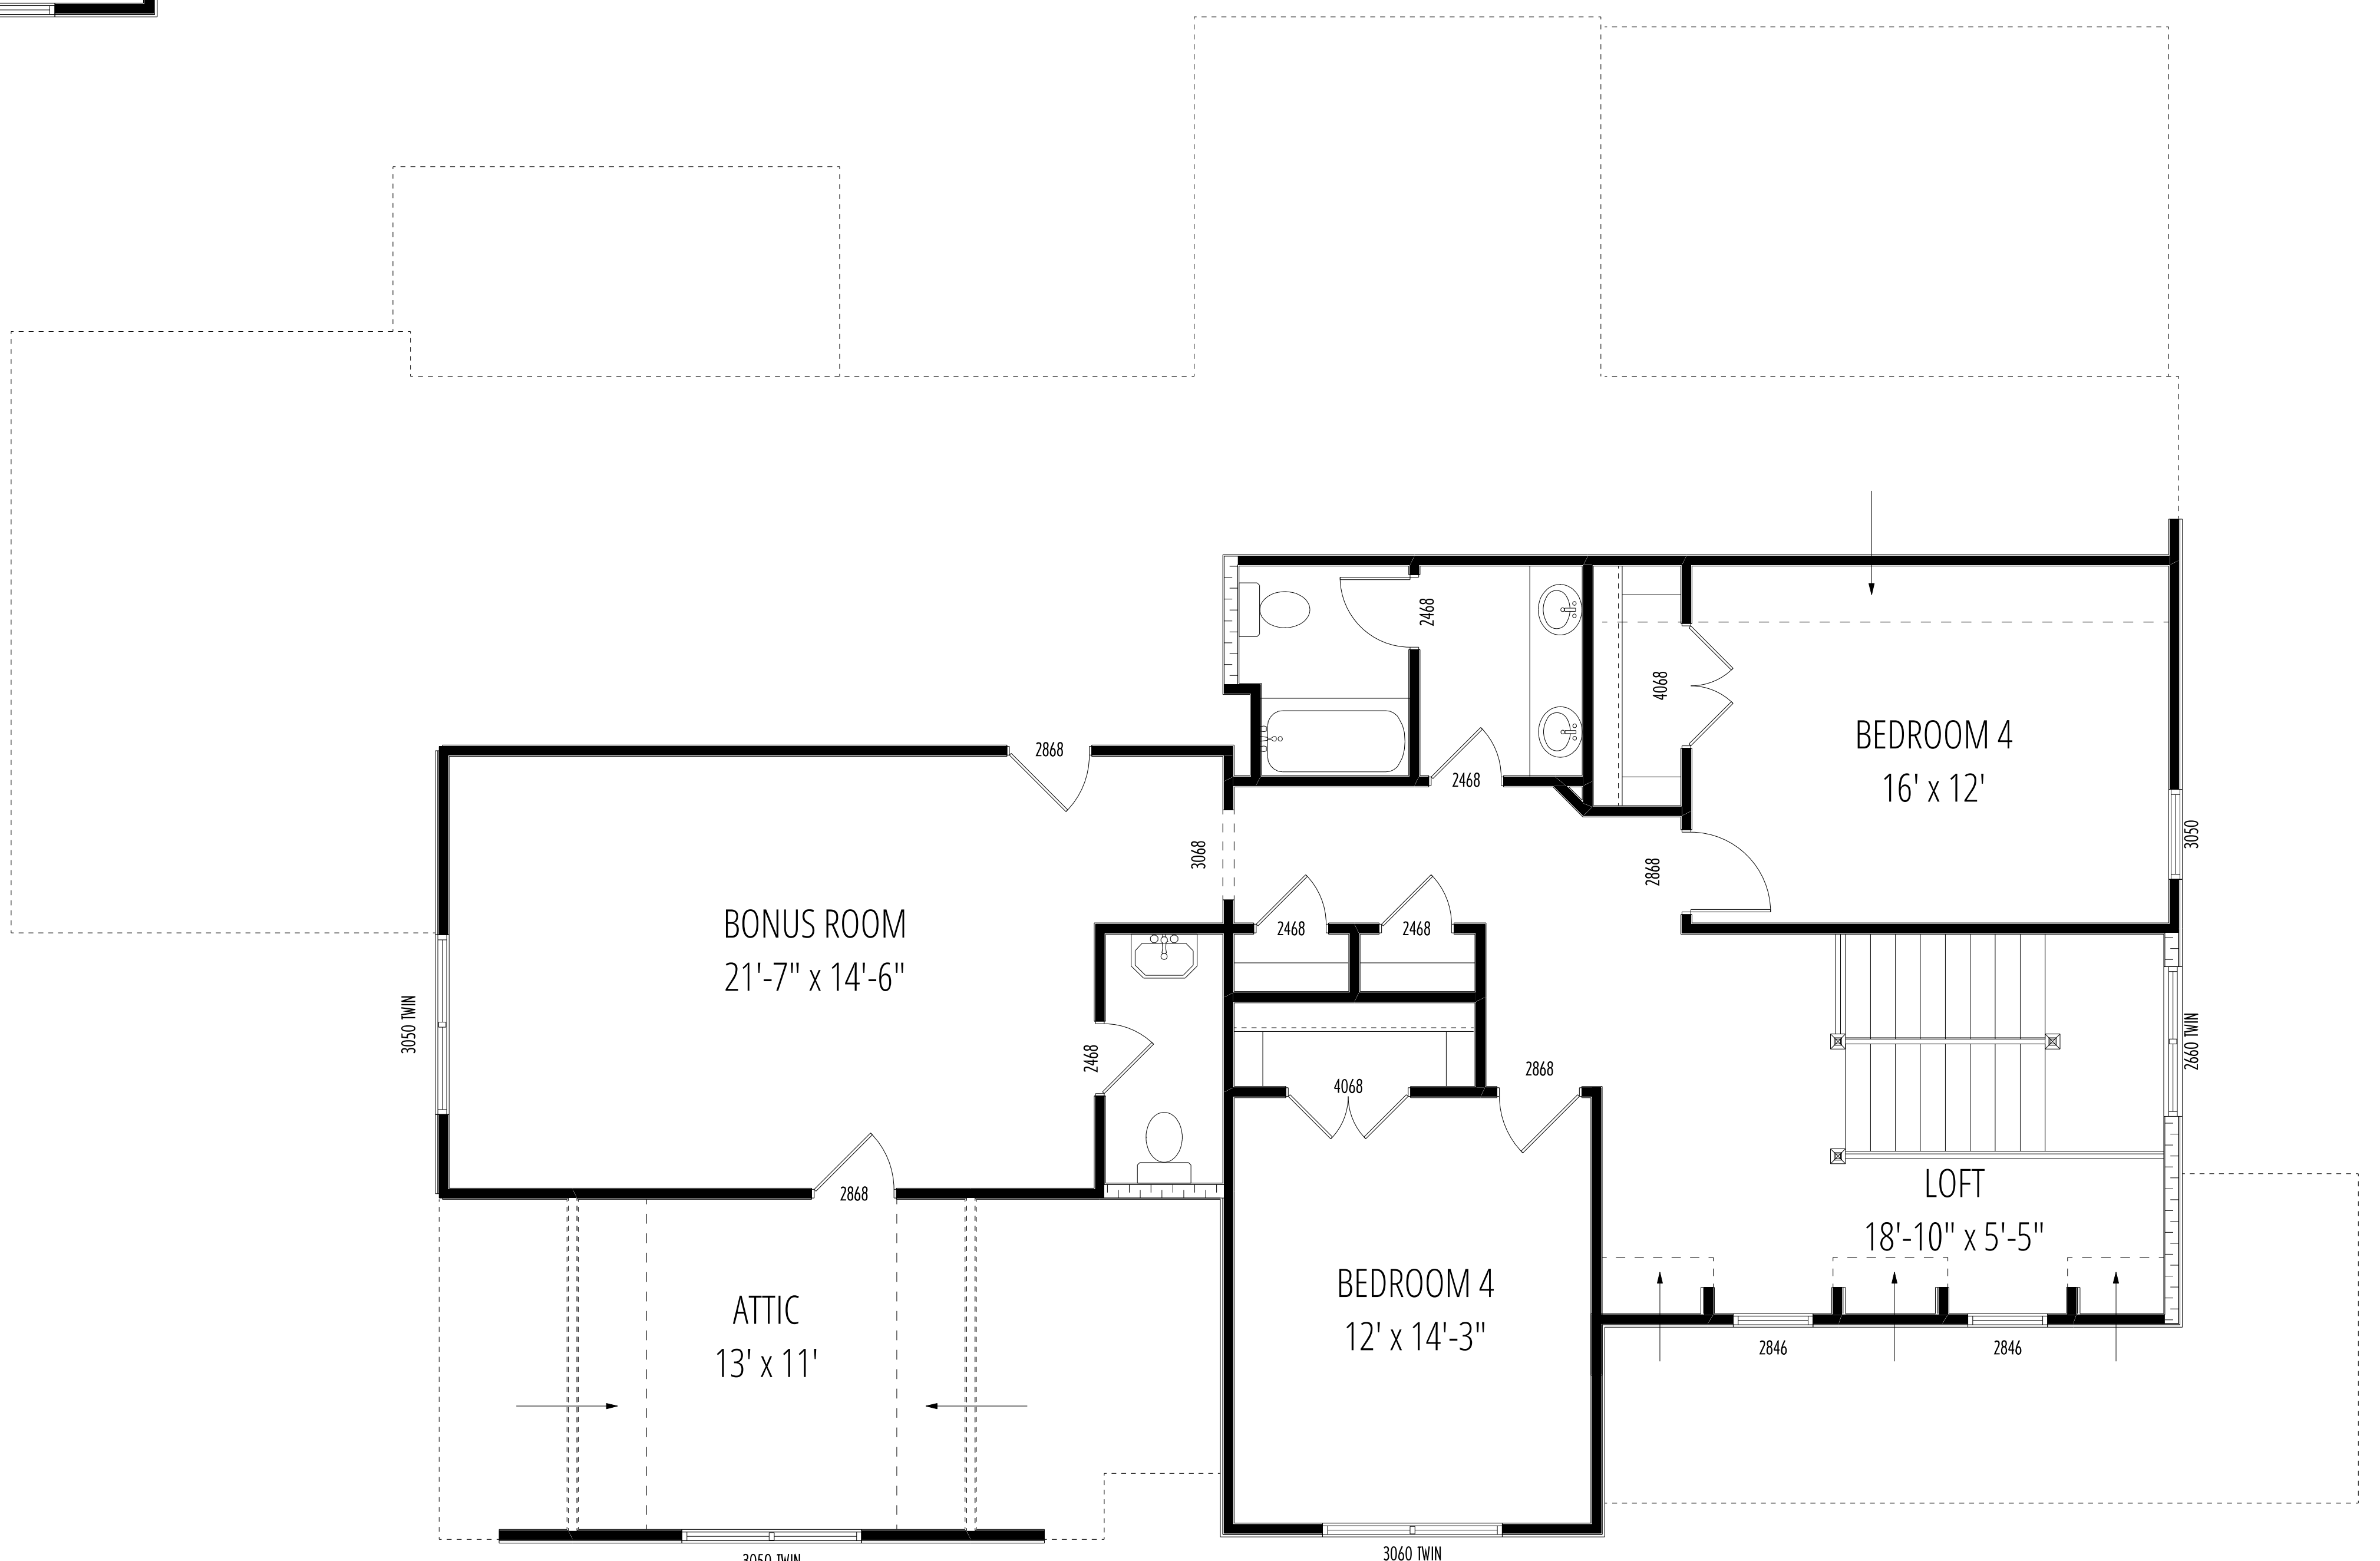 2468
4068
BEDROOM 4
16' x 12'
2868
2468
3050
3068
2868
BONUS ROOM
21'-7" x 14'-6"
2468
2468
3050 TWIN
2468
2660 TWIN
4068
2868
2868
LOFT
18'-10" x 5'-5"
ATTIC
13' x 11'
BEDROOM 4
12' x 14'-3"
2846
2846
3060 TWIN
3050 TWIN